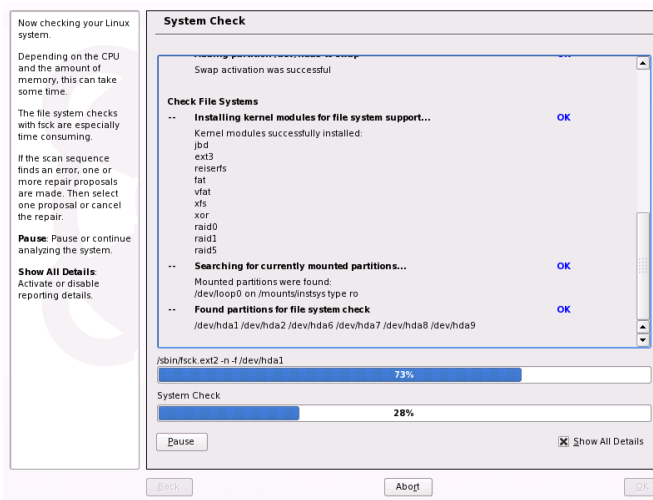 Now checking your Linux
system.
Depending on the CPU
and the amount of
memory, this can take
some time.
The file system checks
with fsck are especially
time consuming.
If the scan sequence
finds an error, one or
more repair proposals
are made. Then select
one proposal or cancel
the repair.
Pause: Pause or continue
analyzing the system.
Show All Details:
Activate or disable
reporting details.
System Check
Swap activation was successful
Check File Systems
-- Installing kernel modules for file system support... OK
Kernel modules successfully installed:
jbd
ext3
reiserfs
fat
vfat
xfs
xor
raid0
raid1
raid5
-- Searching for currently mounted partitions... OK
Mounted partitions were found:
/dev/loop0 on /mounts/instsys type ro
-- Found partitions for file system check OK
/dev/hda1 /dev/hda2 /dev/hda6 /dev/hda7 /dev/hda8 /dev/hda9
/sbin/fsck.ext2 -n -f /dev/hda1
73%
System Check
28%
Pause
Show All Details
Back
Abort
OK